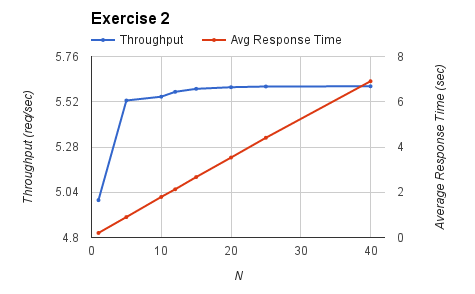 Exercise 2
Throughput Avg Response Time
5.76 8
5.52 6
5.28 4
5.04 2
4.8 0
0 10 20 30 40
N
Throughput (req/sec)
Average Response Time (sec)